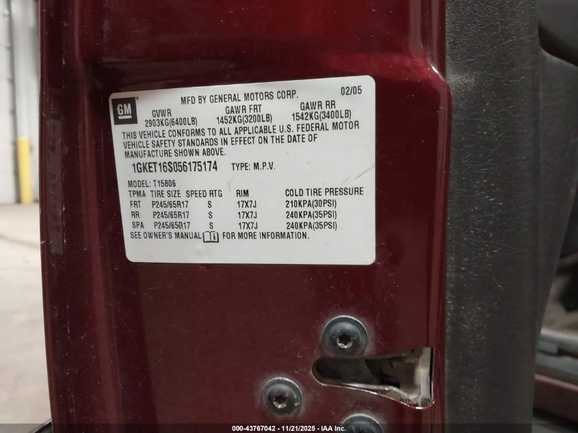 MFD BY GENERAL MOTORS CORP. 02/05
GM
GVWR GAWR FRT GAWR RR
2903KG(6400LB) 1452KG(3200LB) 1542KG(3400LB)
THIS VEHICLE CONFORMS TO ALL APPLICABLE U.S. FEDERAL MOTOR
VEHICLE SAFETY STANDARDS IN EFFECT ON THE DATE OF
MANUFACTURE SHOWN ABOVE.
1GKET16S056175174 TYPE: M.P.V.
MODEL: T15806
TPMA TIRE SIZE SPEED RTG RIM COLD TIRE PRESSURE
FRT P245/65R17 S 17X7J 210KPA(30PSI)
RR P245/65R17 S 17X7J 240KPA(35PSI)
SPA P245/65R17 S 17X7J 240KPA(35PSI)
SEE OWNER'S MANUAL FOR MORE INFORMATION.
000-43767042 - 11/21/2025 - IAA Inc.